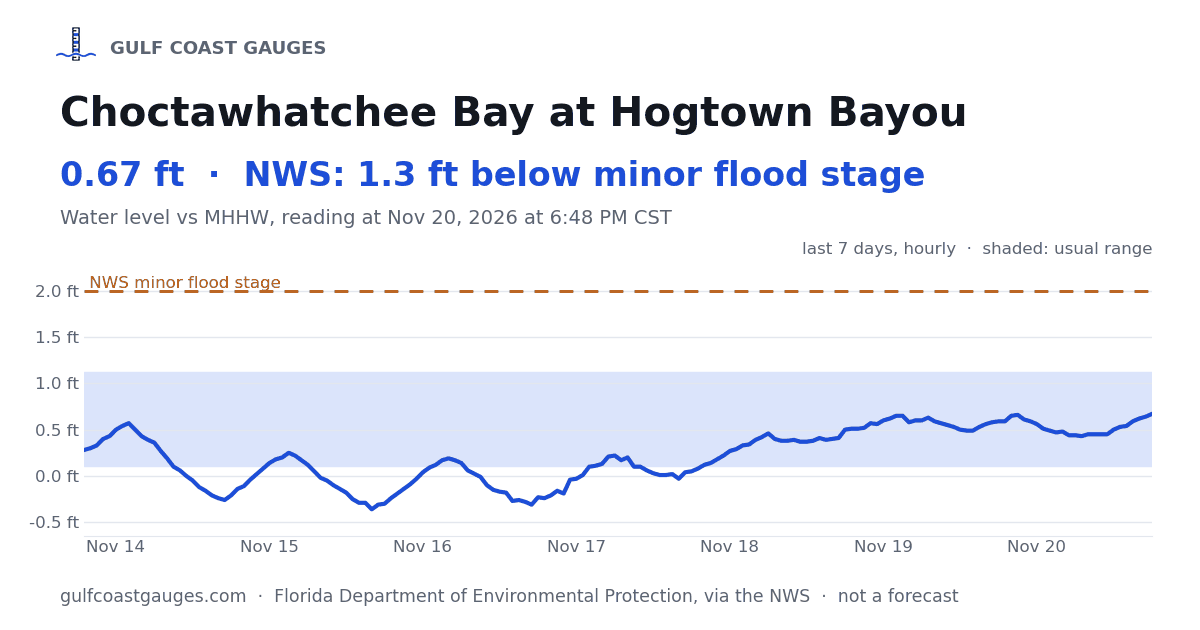 GULF COAST GAUGES
Choctawhatchee Bay at Hogtown Bayou
0.67 ft · NWS: 1.3 ft below minor flood stage
Water level vs MHHW, reading at Nov 20, 2026 at 6:48 PM CST
last 7 days, hourly · shaded: usual range
NWS minor flood stage
2.0 ft
1.5 ft
1.0 ft
0.5 ft
0.0 ft
-0.5 ft
Nov 14 Nov 15 Nov 16 Nov 17 Nov 18 Nov 19 Nov 20
gulfcoastgauges.com · Florida Department of Environmental Protection, via the NWS · not a forecast